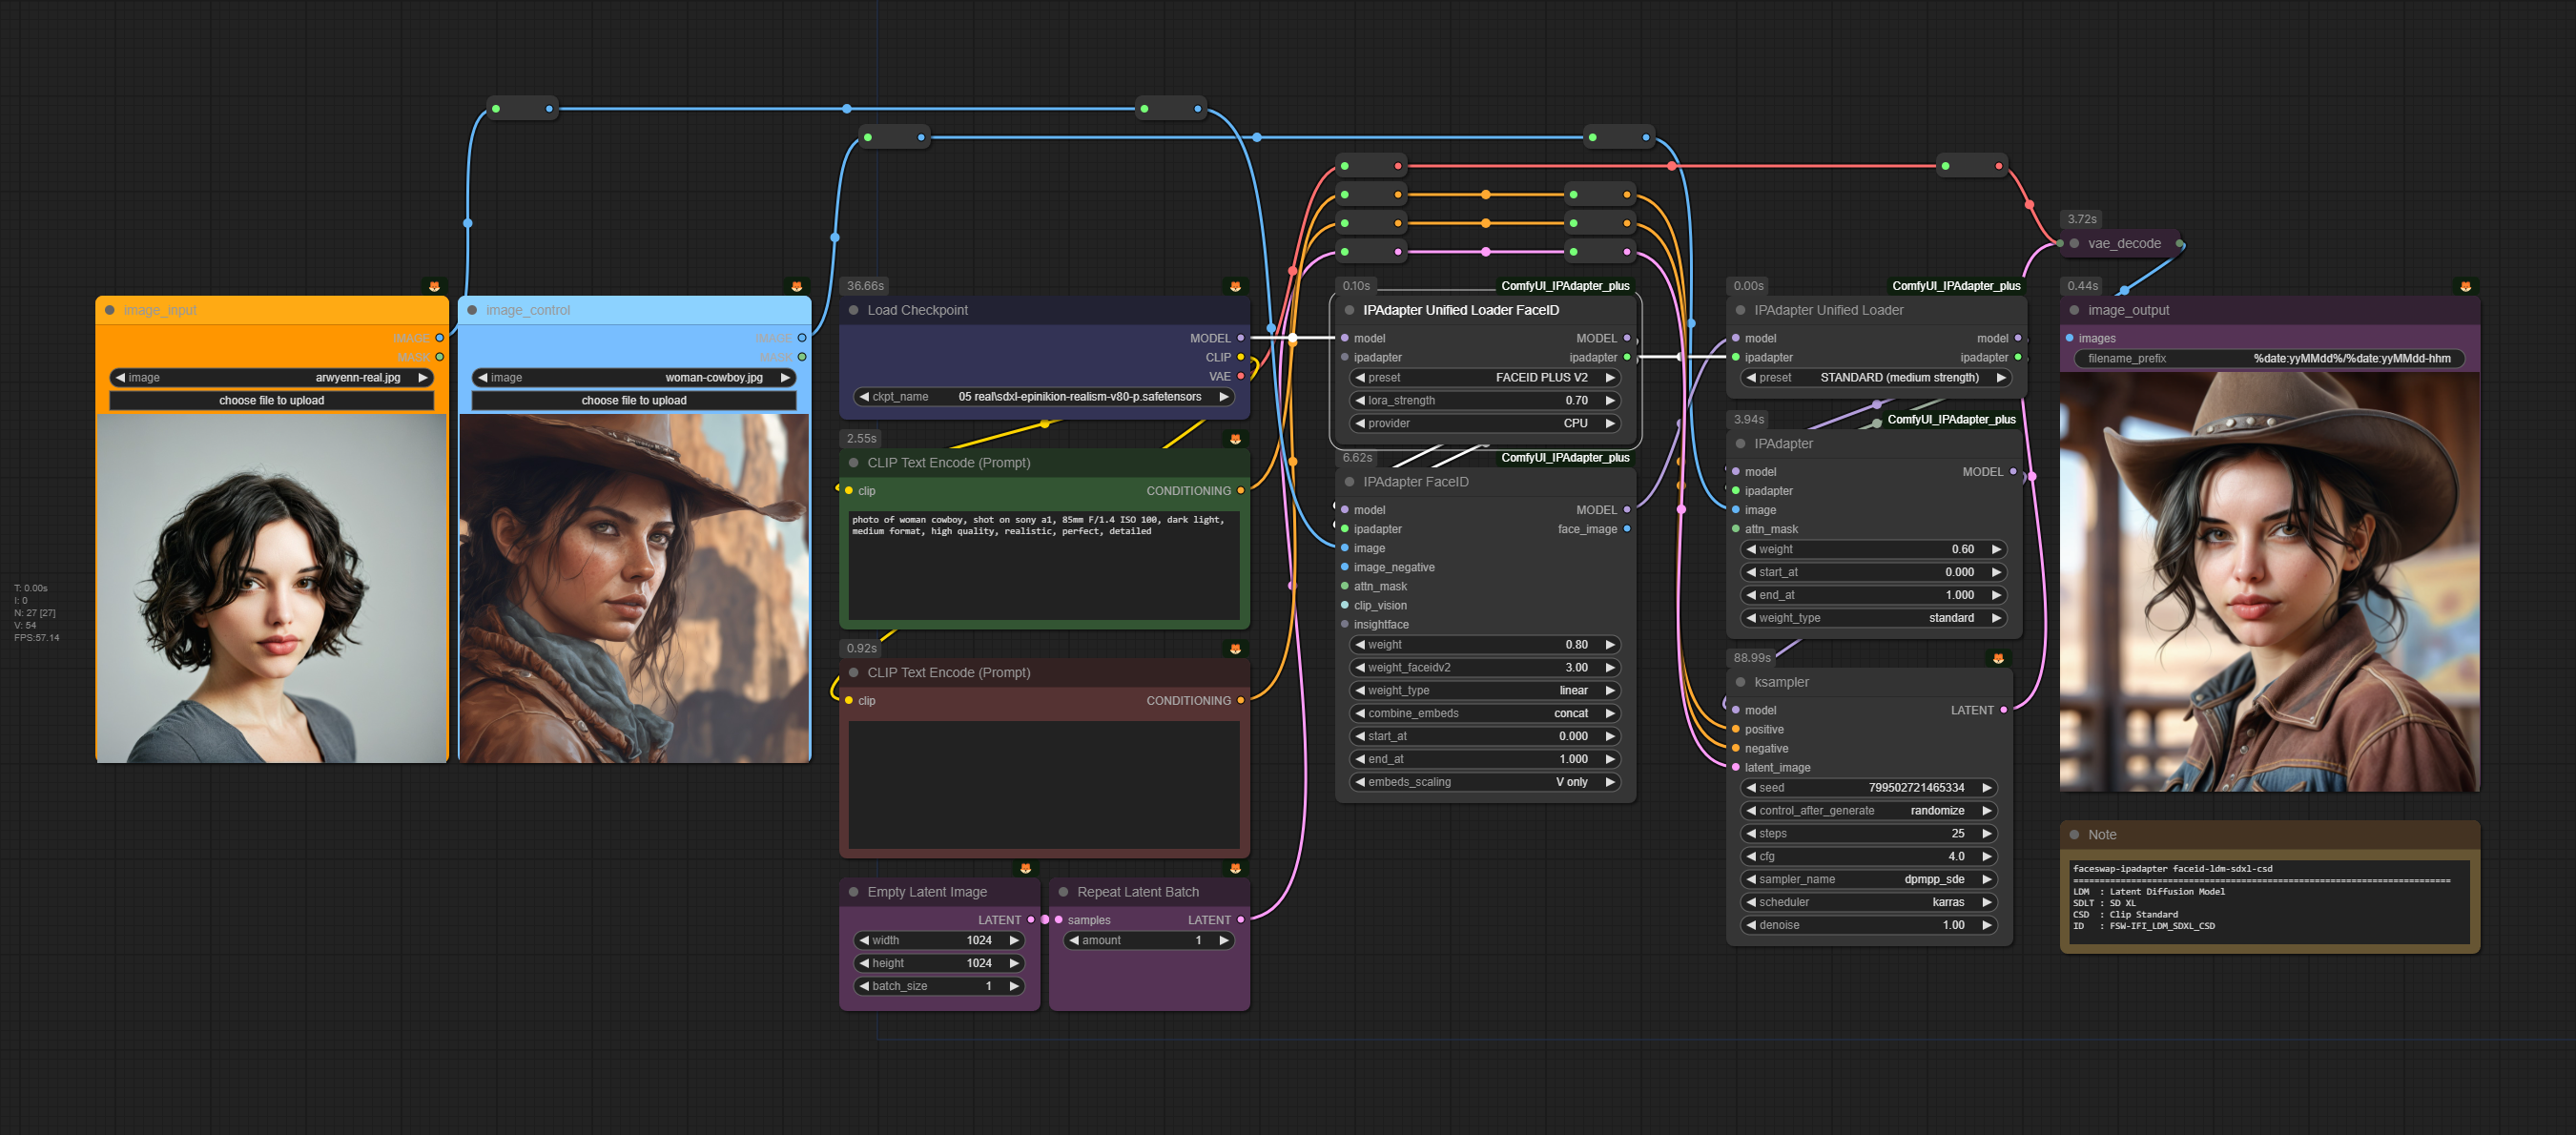 T: 0.00s
I: 0
N: 27 [27]
V: 54
FPS:57.14
image_input
IMAGE
MASK
image
arwyenn-real.jpg
choose file to upload
image_control
IMAGE
MASK
image
woman-cowboy.jpg
choose file to upload
36.66s
Load Checkpoint
MODEL
CLIP
VAE
ckpt_name
05 real\sdxl-epinikion-realism-v80-p.safetensors
2.55s
CLIP Text Encode (Prompt)
clip
CONDITIONING
photo of woman cowboy, shot on sony a1, 85mm F/1.4 ISO 100, dark light,
medium format, high quality, realistic, perfect, detailed
0.92s
CLIP Text Encode (Prompt)
clip
CONDITIONING
Empty Latent Image
LATENT
width 1024
height 1024
batch_size 1
Repeat Latent Batch
samples
LATENT
amount 1
0.10s
ComfyUI_IPAdapter_plus
IPAdapter Unified Loader FaceID
model
MODEL
ipadapter
ipadapter
preset FACEID PLUS V2
lora_strength 0.70
provider CPU
6.62s
ComfyUI_IPAdapter_plus
IPAdapter FaceID
model
MODEL
ipadapter
face_image
image
image_negative
attn_mask
clip_vision
insightface
weight 0.80
weight_faceidv2 3.00
weight_type linear
combine_embeds concat
start_at 0.000
end_at 1.000
embeds_scaling V only
0.00s
ComfyUI_IPAdapter_plus
IPAdapter Unified Loader
model
model
ipadapter
ipadapter
preset STANDARD (medium strength)
3.94s
ComfyUI_IPAdapter_plus
IPAdapter
model
MODEL
ipadapter
image
attn_mask
weight 0.60
start_at 0.000
end_at 1.000
weight_type standard
88.99s
ksampler
model
LATENT
positive
negative
latent_image
seed 799502721465334
control_after_generate randomize
steps 25
cfg 4.0
sampler_name dpmpp_sde
scheduler karras
denoise 1.00
3.72s
vae_decode
0.44s
image_output
images
filename_prefix %date:yyMMdd%/%date:yyMMdd-hhm
Note
faceswap-ipadapter faceid-ldm-sdxl-csd
LDM : Latent Diffusion Model
SDLT : SD XL
CSD : Clip Standard
ID : FSW-IFI_LDM_SDXL_CSD